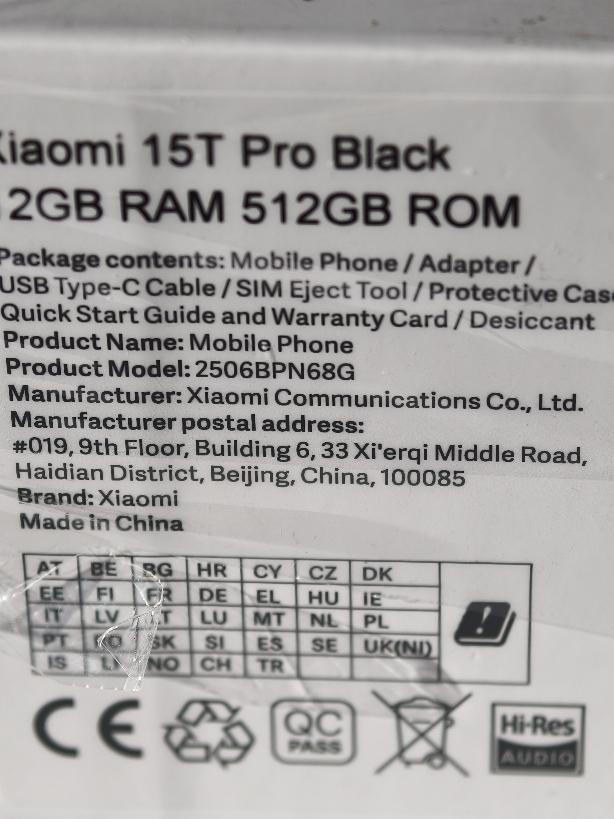 Xiaomi 15T Pro Black
12GB RAM 512GB ROM
Package contents: Mobile Phone / Adapter /
USB Type-C Cable / SIM Eject Tool / Protective Case
Quick Start Guide and Warranty Card / Desiccant
Product Name: Mobile Phone
Product Model: 2506BPN68G
Manufacturer: Xiaomi Communications Co., Ltd.
Manufacturer postal address:
#019, 9th Floor, Building 6, 33 Xi'erqi Middle Road,
Haidian District, Beijing, China, 100085
Brand: Xiaomi
Made in China
AT BE BG HR CY CZ DK
EE FI FR DE EL HU IE
IT LV LT LU MT NL PL
PT RO SK SI ES SE UK(NI)
IS LI NO CH TR
CE QC
PASS
Hi-Res
AUDIO